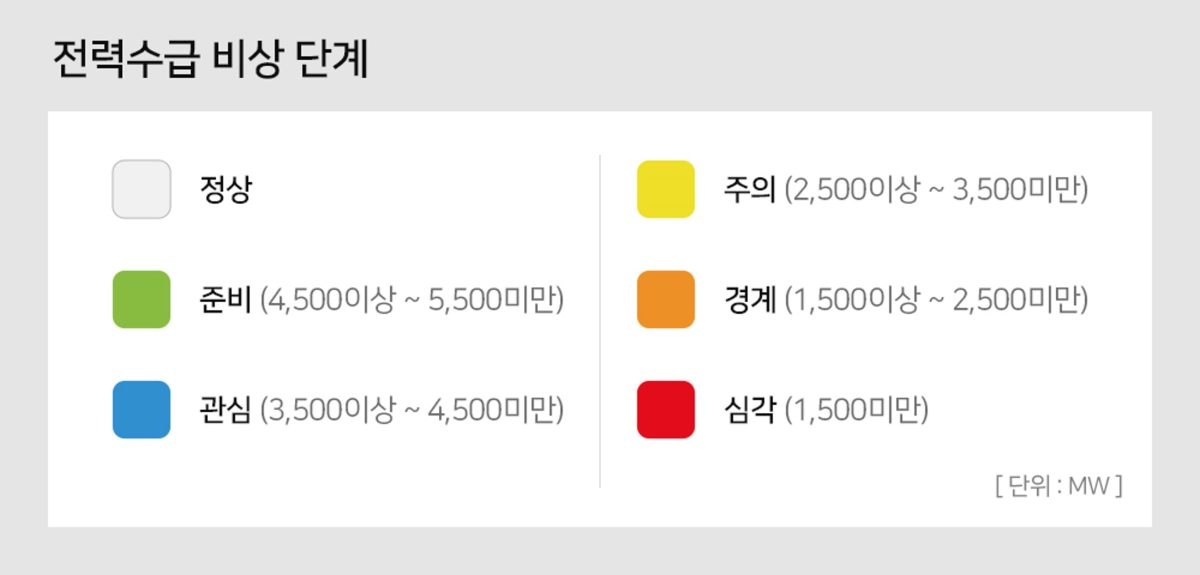 전력수급 비상 단계
정상
준비 (4,500이상 ~ 5,500미만)
관심 (3,500이상 ~ 4,500미만)
주의 (2,500이상 ~ 3,500미만)
경계 (1,500이상 ~ 2,500미만)
심각 (1,500미만)
[ 단위 : MW ]